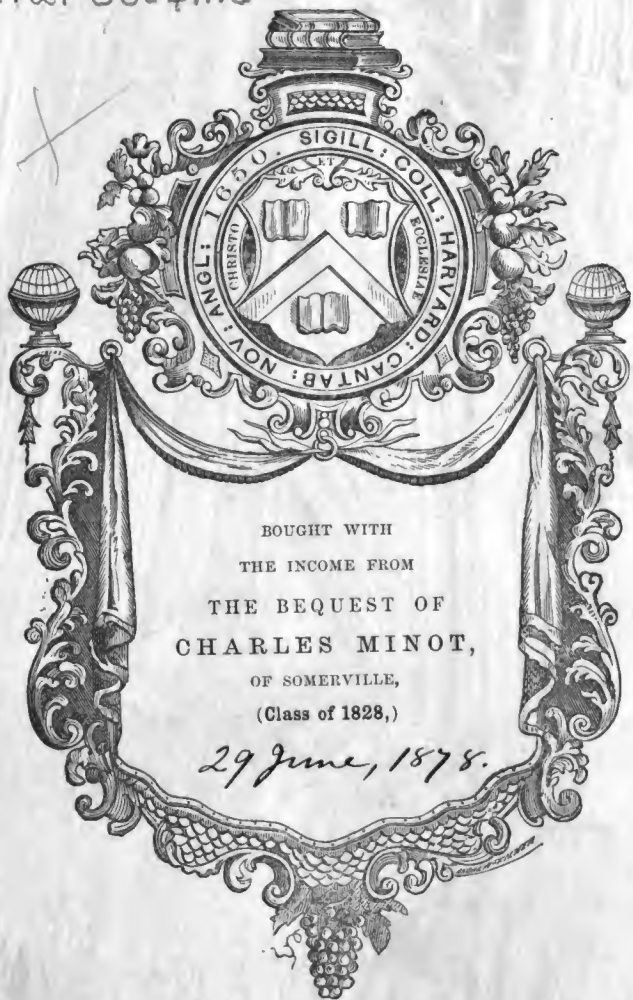 SIGILL: COLL: HARVARD: CANTAB: NOV: ANGL: 1650.
ET
CHRISTO
ECCLESIAE
BOUGHT WITH
THE INCOME FROM
THE BEQUEST OF
CHARLES MINOT,
OF SOMERVILLE,
(Class of 1828,)
29 June, 1878.